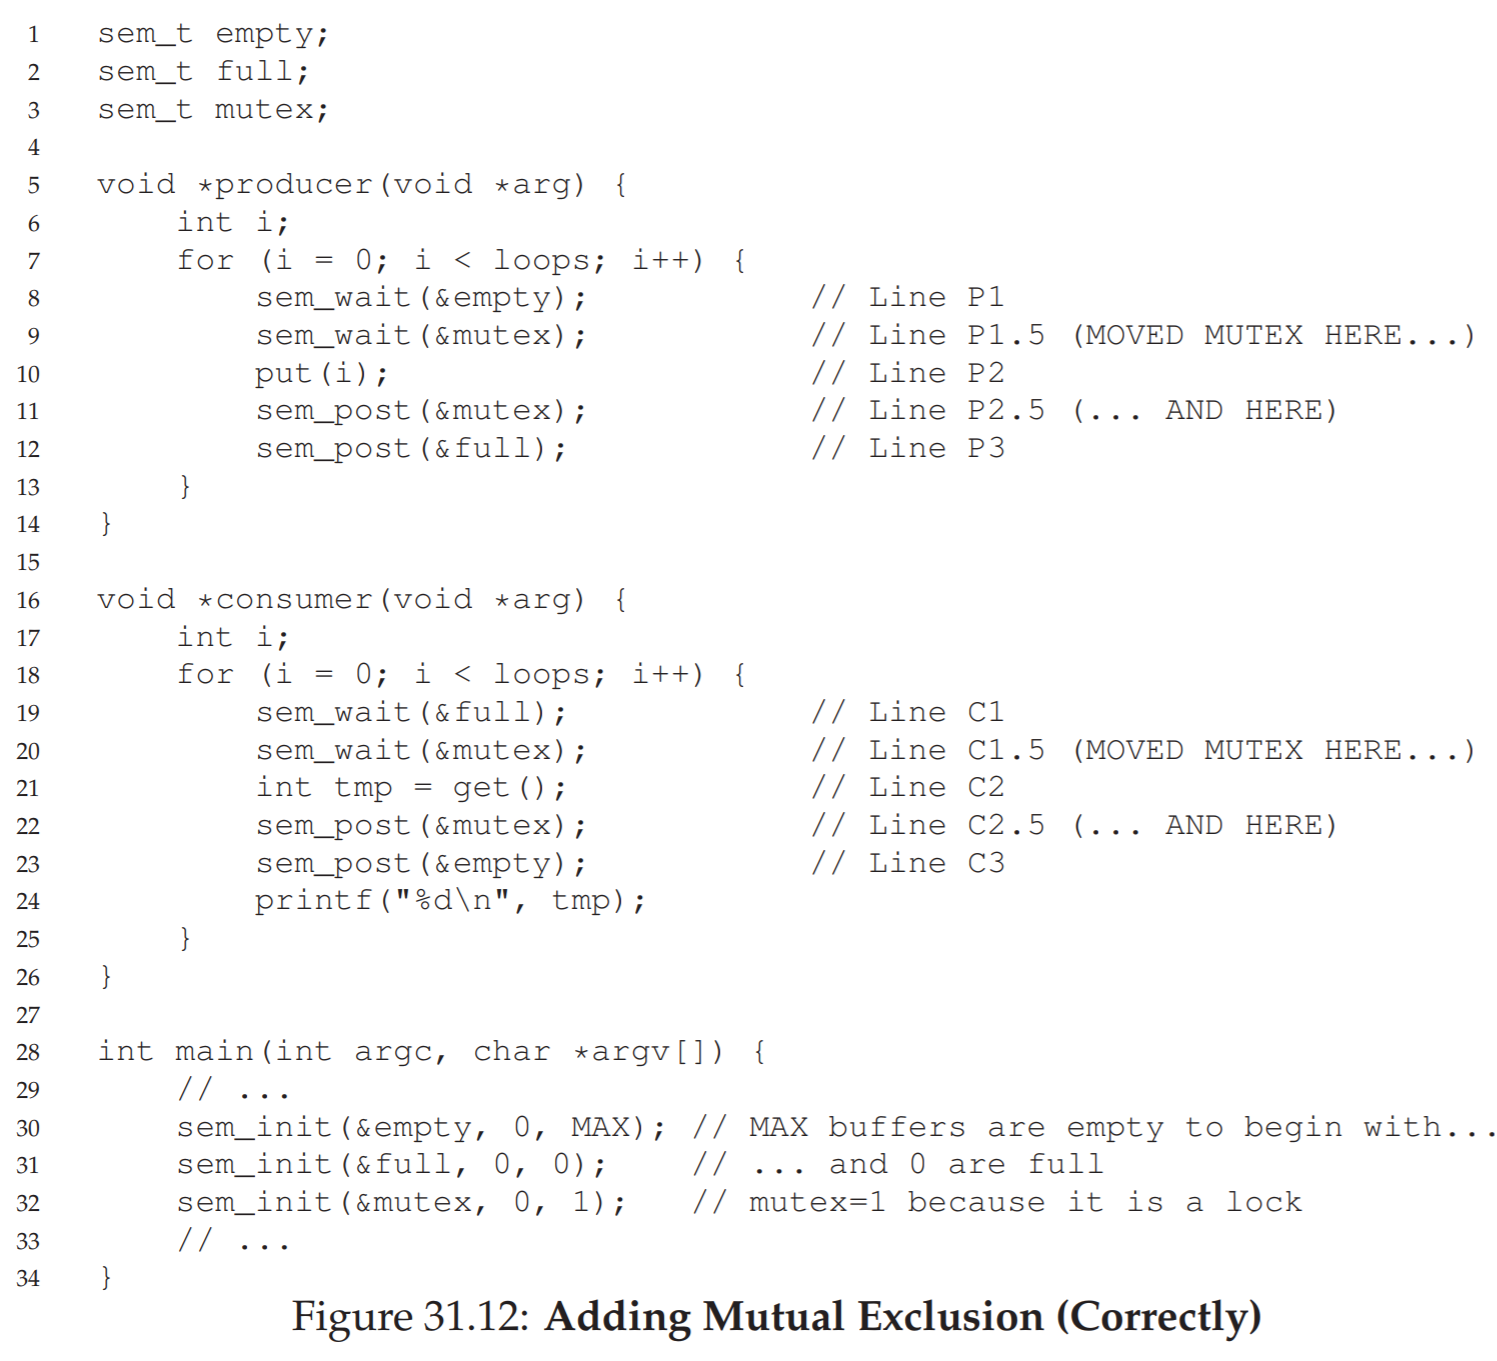 1 sem_t empty;
2 sem_t full;
3 sem_t mutex;
4
5 void *producer(void *arg) {
6     int i;
7     for (i = 0; i < loops; i++) {
8         sem_wait(&empty);           // Line P1
9         sem_wait(&mutex);           // Line P1.5 (MOVED MUTEX HERE...)
10         put(i);                     // Line P2
11         sem_post(&mutex);           // Line P2.5 (... AND HERE)
12         sem_post(&full);            // Line P3
13     }
14 }
15
16 void *consumer(void *arg) {
17     int i;
18     for (i = 0; i < loops; i++) {
19         sem_wait(&full);            // Line C1
20         sem_wait(&mutex);           // Line C1.5 (MOVED MUTEX HERE...)
21         int tmp = get();            // Line C2
22         sem_post(&mutex);           // Line C2.5 (... AND HERE)
23         sem_post(&empty);           // Line C3
24         printf("%d\n", tmp);
25     }
26 }
27
28 int main(int argc, char *argv[]) {
29     // ...
30     sem_init(&empty, 0, MAX); // MAX buffers are empty to begin with...
31     sem_init(&full, 0, 0);    // ... and 0 are full
32     sem_init(&mutex, 0, 1);   // mutex=1 because it is a lock
33     // ...
34 }
Figure 31.12: Adding Mutual Exclusion (Correctly)